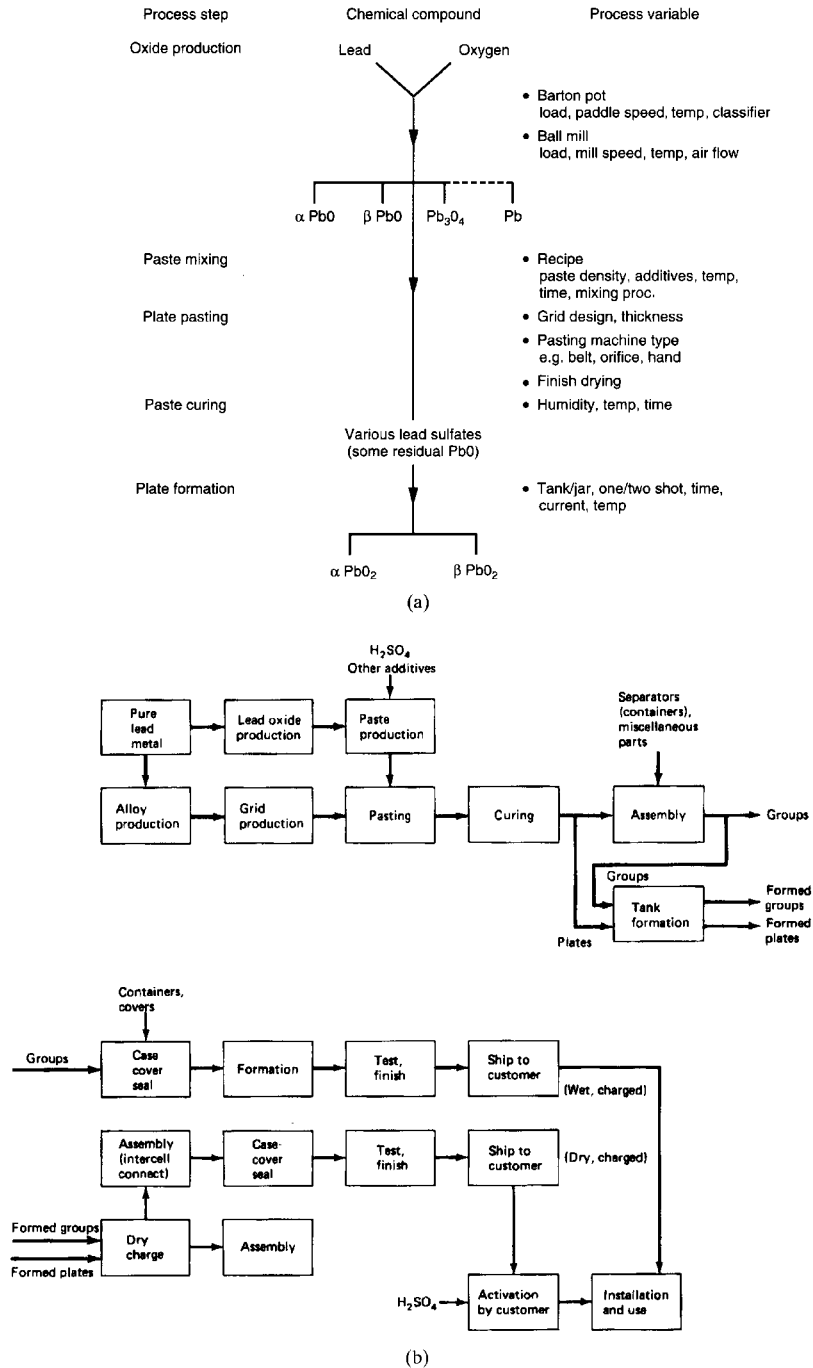 Process step
Chemical compound
Process variable
Oxide production
Lead
Oxygen
• Barton pot
load, paddle speed, temp, classifier
• Ball mill
load, mill speed, temp, air flow
α PbO
β PbO
Pb₃O₄
Pb
Paste mixing
• Recipe
paste density, additives, temp,
time, mixing proc.
Plate pasting
• Grid design, thickness
• Pasting machine type
e.g. belt, orifice, hand
• Finish drying
Paste curing
• Humidity, temp, time
Various lead sulfates
(some residual PbO)
Plate formation
• Tank/jar, one/two shot, time,
current, temp
α PbO₂
β PbO₂
(a)
H₂SO₄
Other additives
Pure
lead
metal
Lead oxide
production
Paste
production
Separators
(containers),
miscellaneous
parts
Alloy
production
Grid
production
Pasting
Curing
Assembly
Groups
Groups
Tank
formation
Formed
groups
Formed
plates
Plates
Containers,
covers
Groups
Case
cover
seal
Formation
Test,
finish
Ship to
customer
(Wet, charged)
Assembly
(intercell
connect)
Case-
cover
seal
Test,
finish
Ship to
customer
(Dry, charged)
Formed groups
Formed plates
Dry
charge
Assembly
H₂SO₄
Activation
by customer
Installation
and use
(b)